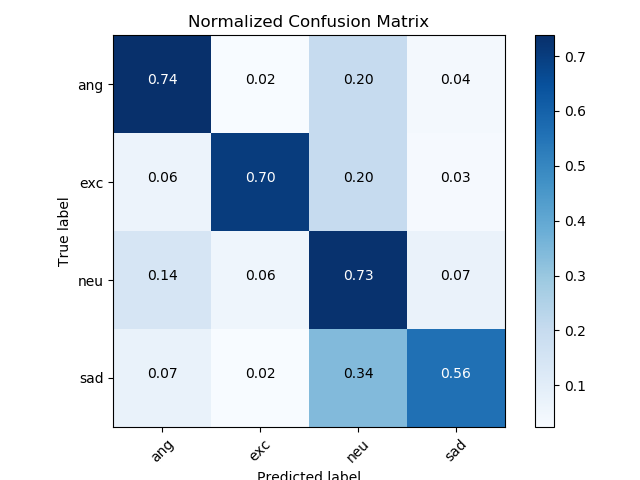 Normalized Confusion Matrix
True label
ang 0.74 0.02 0.20 0.04
exc 0.06 0.70 0.20 0.03
neu 0.14 0.06 0.73 0.07
sad 0.07 0.02 0.34 0.56
ang exc neu sad
Predicted label
0.7
0.6
0.5
0.4
0.3
0.2
0.1